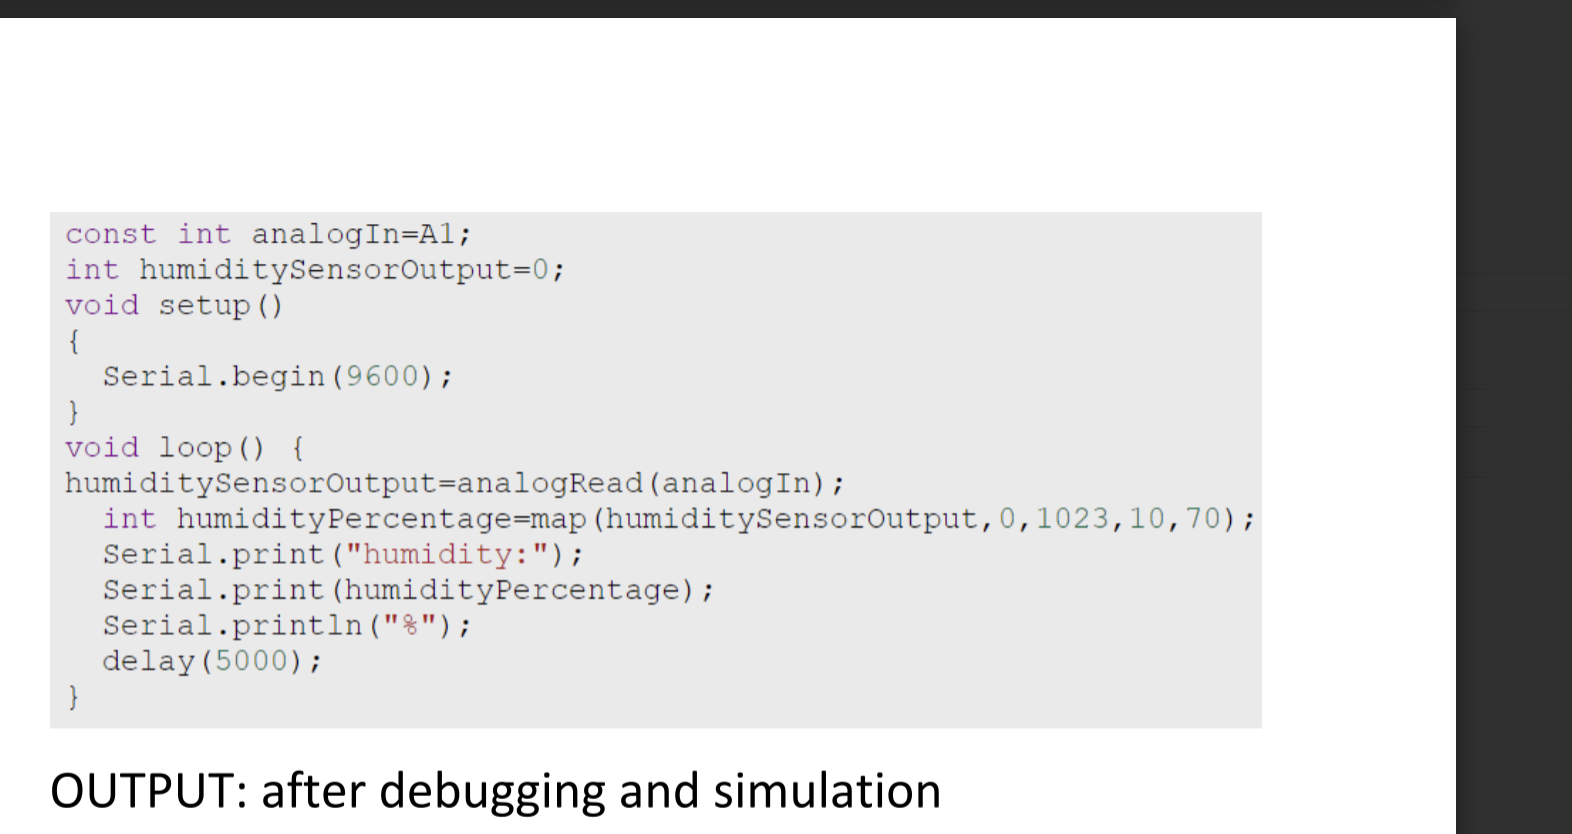 const int analogIn=A1;
int humiditySensorOutput=0;
void setup()
{
  Serial.begin(9600);
}
void loop() {
humiditySensorOutput=analogRead(analogIn);
  int humidityPercentage=map(humiditySensorOutput,0,1023,10,70);
  Serial.print("humidity:");
  Serial.print(humidityPercentage);
  Serial.println("%");
  delay(5000);
}
OUTPUT: after debugging and simulation